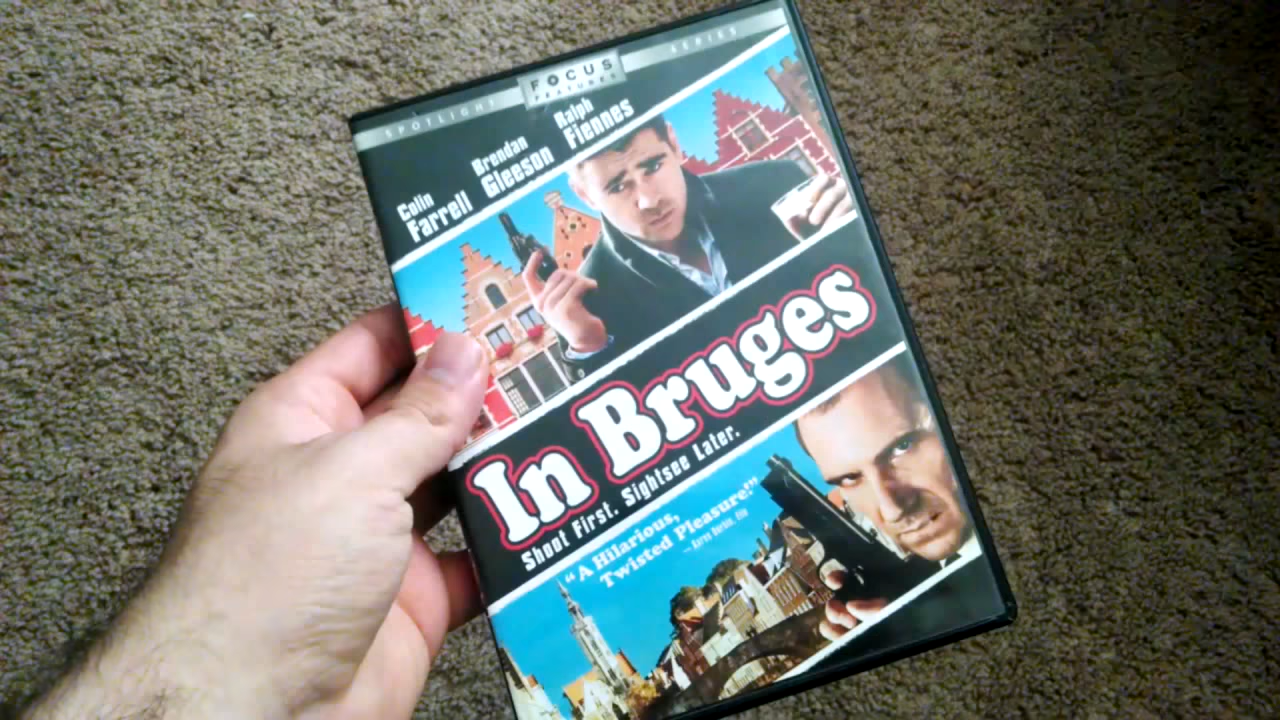 SPOTLIGHT
FOCUS
FEATURES
SERIES
Colin
Farrell
Brendan
Gleeson
Ralph
Fiennes
In Bruges
Shoot First. Sightsee Later.
“A Hilarious,
Twisted Pleasure!”